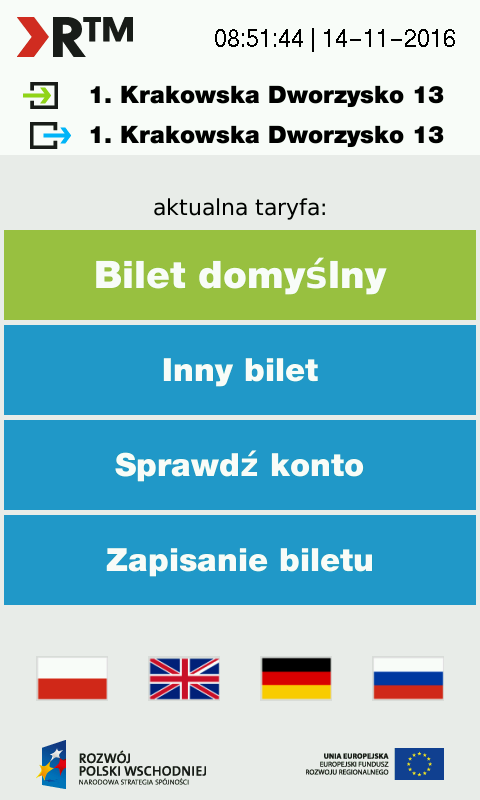 RTM
08:51:44 | 14-11-2016
1. Krakowska Dworzysko 13
1. Krakowska Dworzysko 13
aktualna taryfa:
Bilet domyślny
Inny bilet
Sprawdź konto
Zapisanie biletu
ROZWÓJ
POLSKI WSCHODNIEJ
NARODOWA STRATEGIA SPÓJNOŚCI
UNIA EUROPEJSKA
EUROPEJSKI FUNDUSZ
ROZWOJU REGIONALNEGO